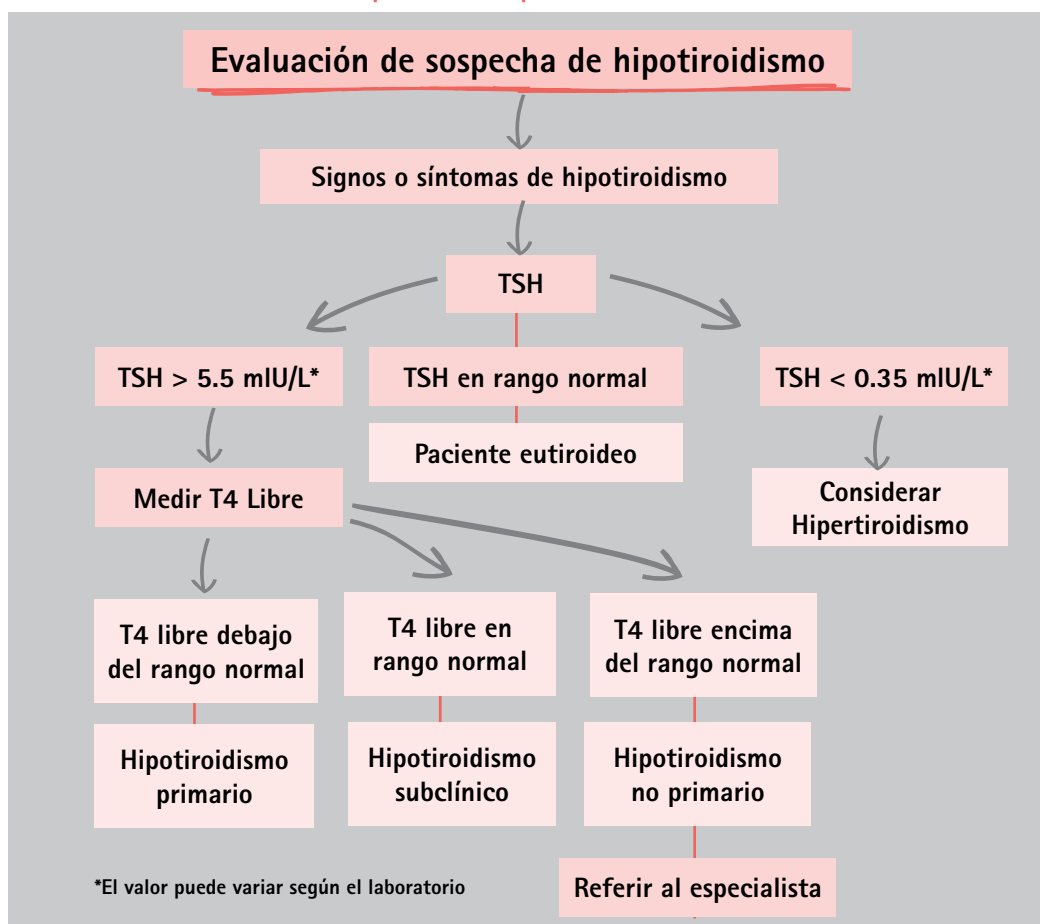 Evaluación de sospecha de hipotiroidismo
Signos o síntomas de hipotiroidismo
TSH
TSH > 5.5 mIU/L*
TSH en rango normal
TSH < 0.35 mIU/L*
Paciente eutiroideo
Medir T4 Libre
Considerar
Hipertiroidismo
T4 libre debajo
del rango normal
T4 libre en
rango normal
T4 libre encima
del rango normal
Hipotiroidismo
primario
Hipotiroidismo
subclínico
Hipotiroidismo
no primario
*El valor puede variar según el laboratorio
Referir al especialista